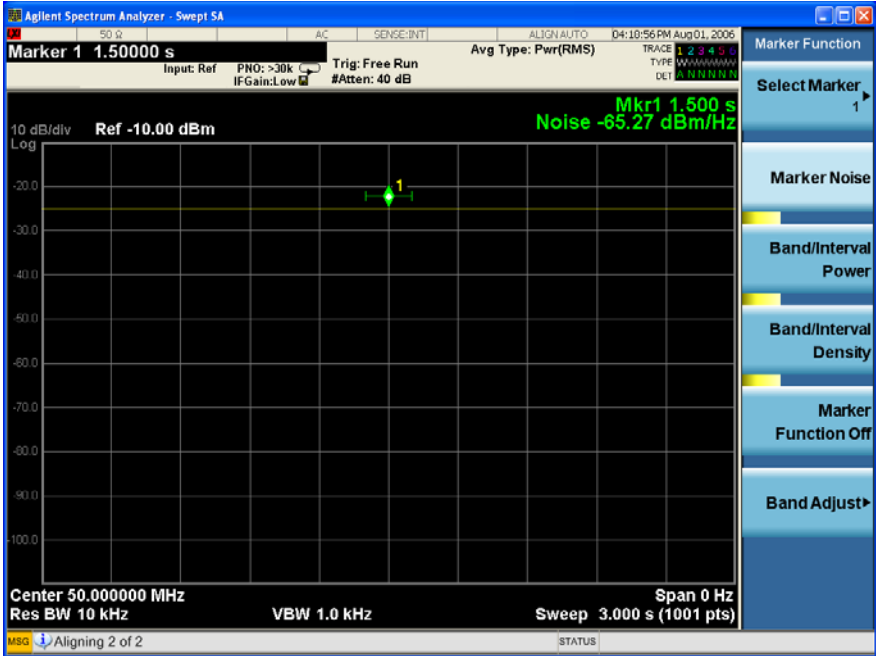 Agilent Spectrum Analyzer - Swept SA
LXI 50 Ω AC SENSE:INT ALIGN AUTO 04:10:56 PM Aug 01, 2006
Marker 1 1.50000 s
Input: Ref PNO: >30k Trig: Free Run Avg Type: Pwr(RMS) TRACE 1 2 3 4 5 6
IFGain:Low #Atten: 40 dB TYPE WWWWWW
DET A N N N N N
Mkr1 1.500 s
10 dB/div Ref -10.00 dBm Noise -65.27 dBm/Hz
Log
1
-20.0
-30.0
-40.0
-50.0
-60.0
-70.0
-80.0
-90.0
-100.0
Center 50.000000 MHz Span 0 Hz
Res BW 10 kHz VBW 1.0 kHz Sweep 3.000 s (1001 pts)
MSG Aligning 2 of 2 STATUS
Marker Function
Select Marker
1
Marker Noise
Band/Interval
Power
Band/Interval
Density
Marker
Function Off
Band Adjust